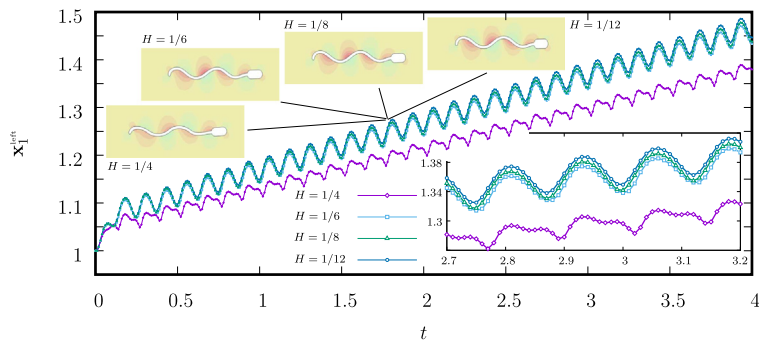 1.5
1.4
1.3
1.2
1.1
1
x₁ˡᵉᶠᵗ
H = 1/6
H = 1/8
H = 1/12
H = 1/4
H = 1/4
H = 1/6
H = 1/8
H = 1/12
1.38
1.34
1.3
2.7 2.8 2.9 3 3.1 3.2
0 0.5 1 1.5 2 2.5 3 3.5 4
t